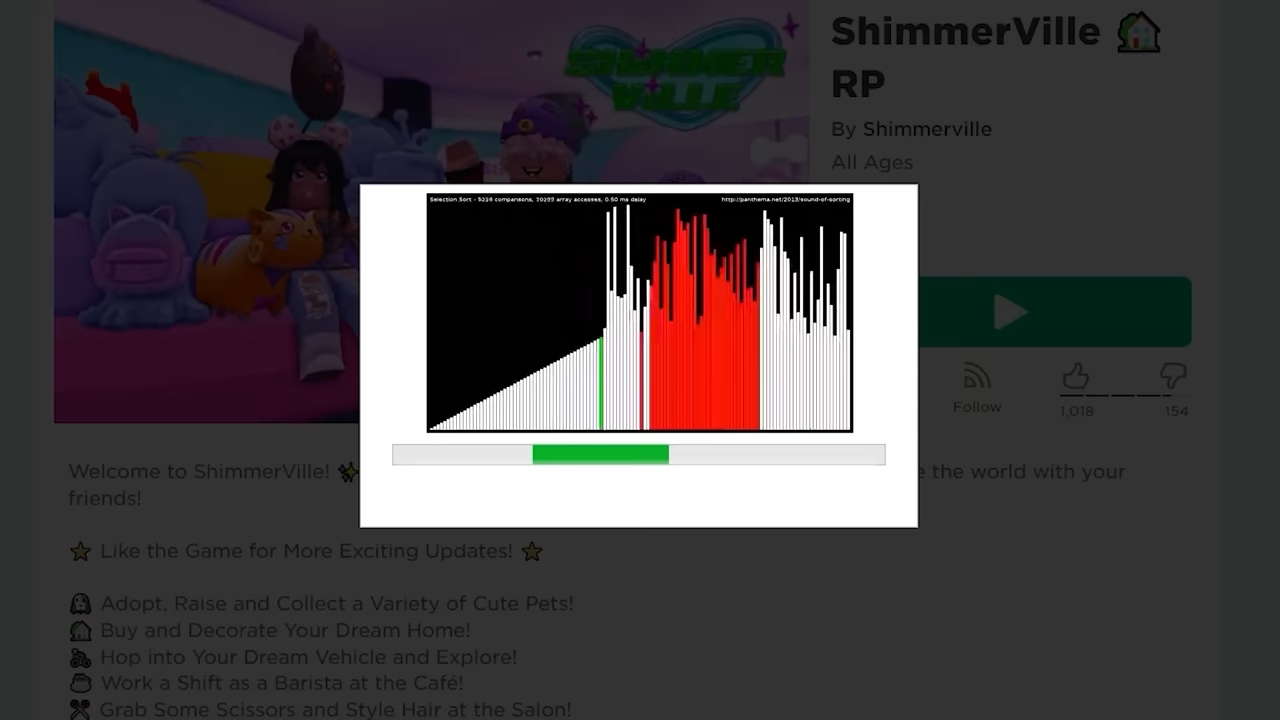 SHIMMER
VILLE
ShimmerVille 🏠
RP
By Shimmerville
All Ages
Selection Sort - 5226 comparisons, array accesses, 0.50 ms delay
http://panthema.net/2013/sound-of-sorting
Follow
1,018
154
Welcome to ShimmerVille! ✨ the world with your
friends!
⭐ Like the Game for More Exciting Updates! ⭐
Adopt, Raise and Collect a Variety of Cute Pets!
Buy and Decorate Your Dream Home!
Hop into Your Dream Vehicle and Explore!
Work a Shift as a Barista at the Café!
Grab Some Scissors and Style Hair at the Salon!